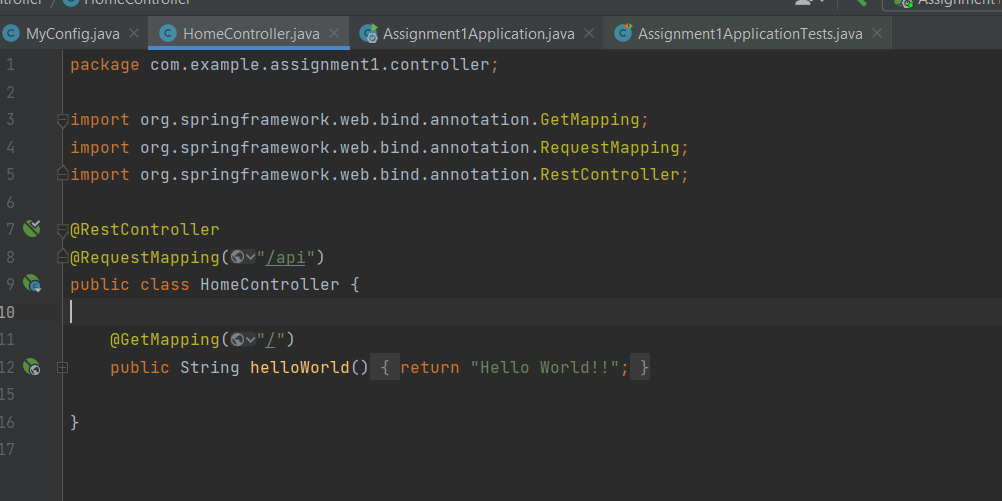 HomeController
MyConfig.java HomeController.java Assignment1Application.java Assignment1ApplicationTests.java
1 package com.example.assignment1.controller;
2
3 import org.springframework.web.bind.annotation.GetMapping;
4 import org.springframework.web.bind.annotation.RequestMapping;
5 import org.springframework.web.bind.annotation.RestController;
6
7 @RestController
8 @RequestMapping("/api")
9 public class HomeController {
10
11 @GetMapping("/")
12 public String helloWorld() { return "Hello World!!"; }
15
16 }
17